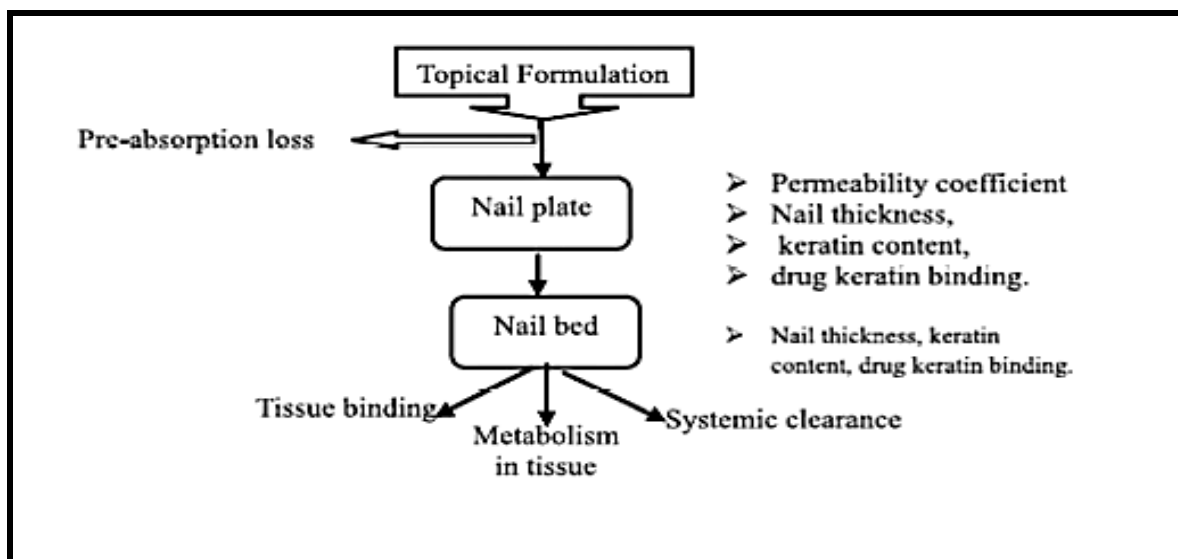 Topical Formulation
Pre-absorption loss
Nail plate
➢ Permeability coefficient
➢ Nail thickness,
➢ keratin content,
➢ drug keratin binding.
Nail bed
➢ Nail thickness, keratin
content, drug keratin binding.
Tissue binding
Metabolism
in tissue
Systemic clearance